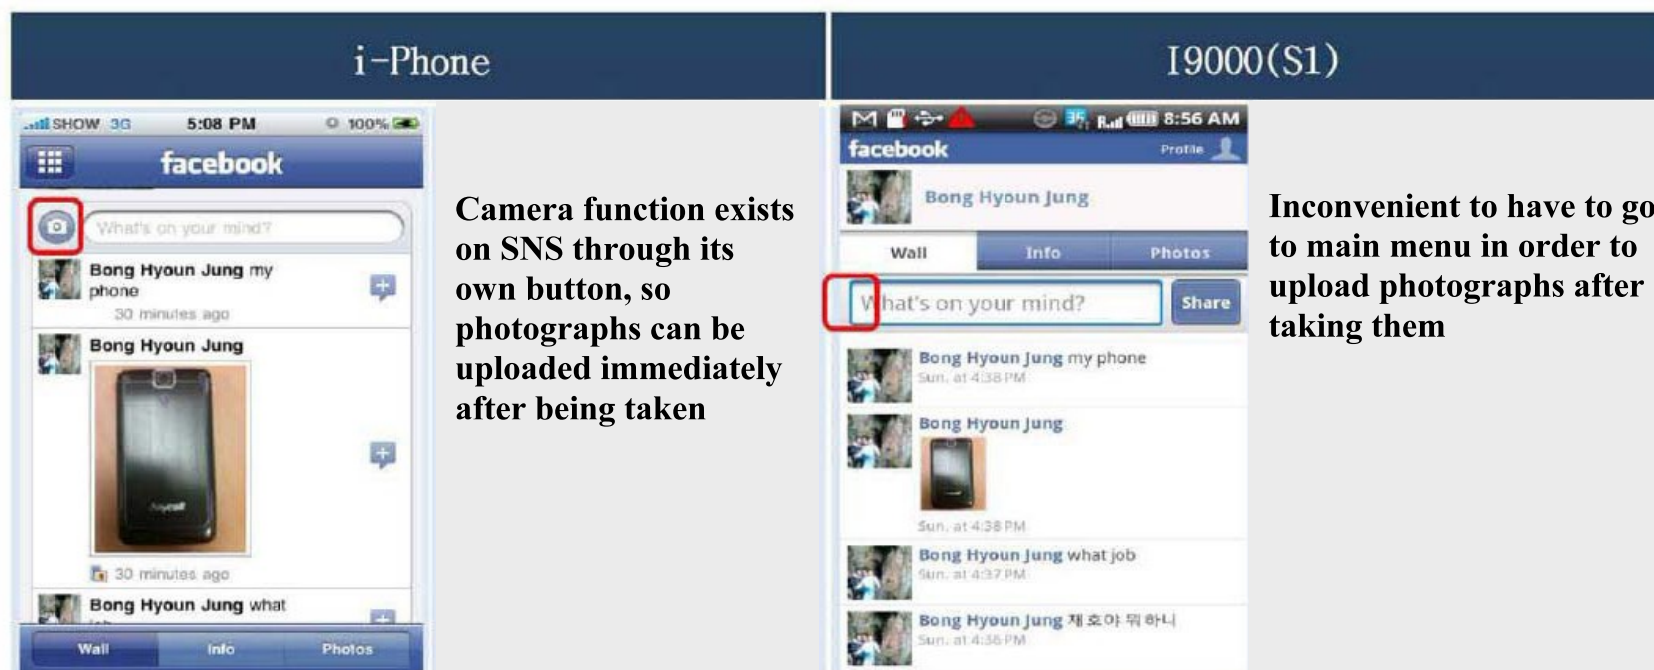 i-Phone
I9000(S1)
SHOW 3G 5:08 PM 100%
facebook
What's on your mind?
Bong Hyoun Jung my
phone
30 minutes ago
Bong Hyoun Jung
Anycall
30 minutes ago
Bong Hyoun Jung what
Wall Info Photos
Camera function exists
on SNS through its
own button, so
photographs can be
uploaded immediately
after being taken
8:56 AM
facebook Profile
Bong Hyoun Jung
Wall Info Photos
What's on your mind? Share
Bong Hyoun Jung my phone
Sun. at 4:38 PM
Bong Hyoun Jung
Sun. at 4:38 PM
Bong Hyoun Jung what job
Sun. at 4:37 PM
Bong Hyoun Jung 재호야 뭐하니
Sun. at 4:36 PM
Inconvenient to have to go
to main menu in order to
upload photographs after
taking them